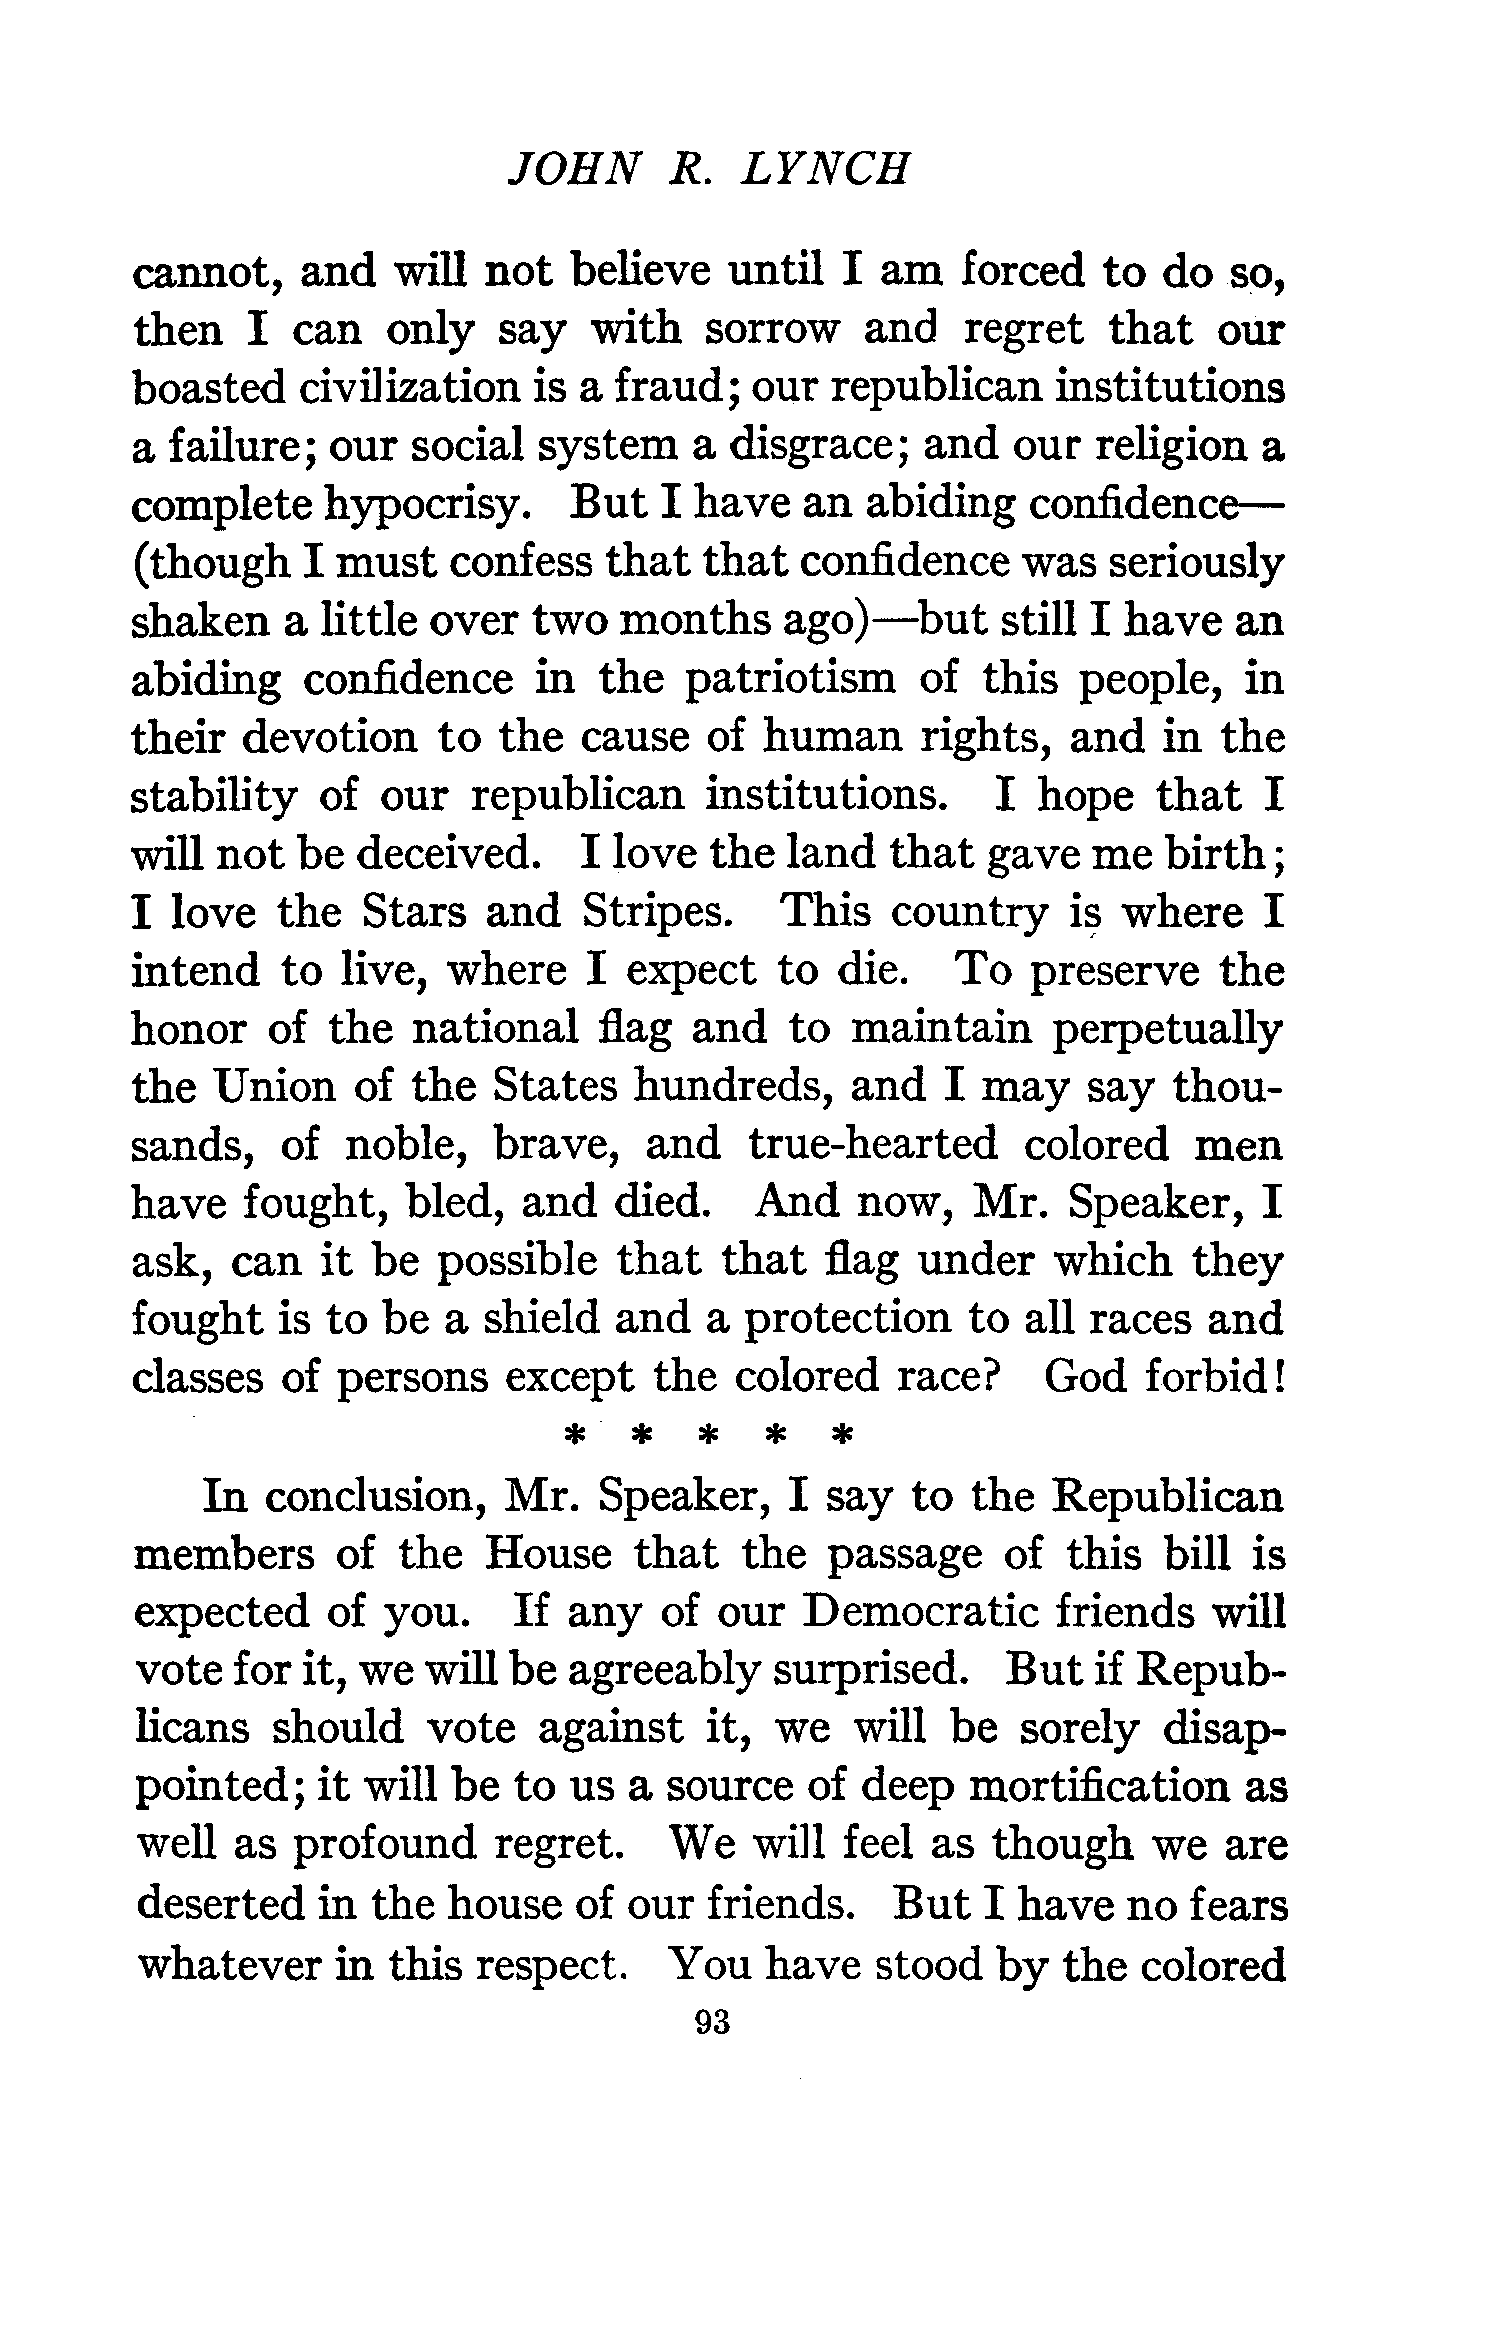 JOHN R. LYNCH
cannot, and will not believe until I am forced to do so,
then I can only say with sorrow and regret that our
boasted civilization is a fraud; our republican institutions
a failure; our social system a disgrace; and our religion a
complete hypocrisy. But I have an abiding confidence—
(though I must confess that that confidence was seriously
shaken a little over two months ago)—but still I have an
abiding confidence in the patriotism of this people, in
their devotion to the cause of human rights, and in the
stability of our republican institutions. I hope that I
will not be deceived. I love the land that gave me birth;
I love the Stars and Stripes. This country is where I
intend to live, where I expect to die. To preserve the
honor of the national flag and to maintain perpetually
the Union of the States hundreds, and I may say thou-
sands, of noble, brave, and true-hearted colored men
have fought, bled, and died. And now, Mr. Speaker, I
ask, can it be possible that that flag under which they
fought is to be a shield and a protection to all races and
classes of persons except the colored race? God forbid!
* * * * *
In conclusion, Mr. Speaker, I say to the Republican
members of the House that the passage of this bill is
expected of you. If any of our Democratic friends will
vote for it, we will be agreeably surprised. But if Repub-
licans should vote against it, we will be sorely disap-
pointed; it will be to us a source of deep mortification as
well as profound regret. We will feel as though we are
deserted in the house of our friends. But I have no fears
whatever in this respect. You have stood by the colored
93